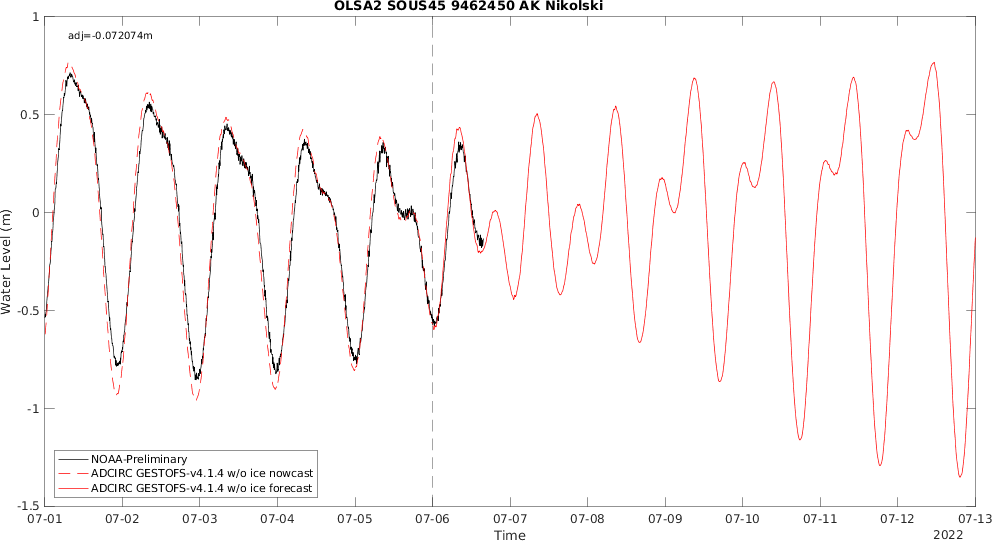 OLSA2 SOUS45 9462450 AK Nikolski
adj=-0.072074m
1
0.5
0
-0.5
-1
-1.5
Water Level (m)
NOAA-Preliminary
ADCIRC GESTOFS-v4.1.4 w/o ice nowcast
ADCIRC GESTOFS-v4.1.4 w/o ice forecast
07-01 07-02 07-03 07-04 07-05 07-06 07-07 07-08 07-09 07-10 07-11 07-12 07-13
Time
2022